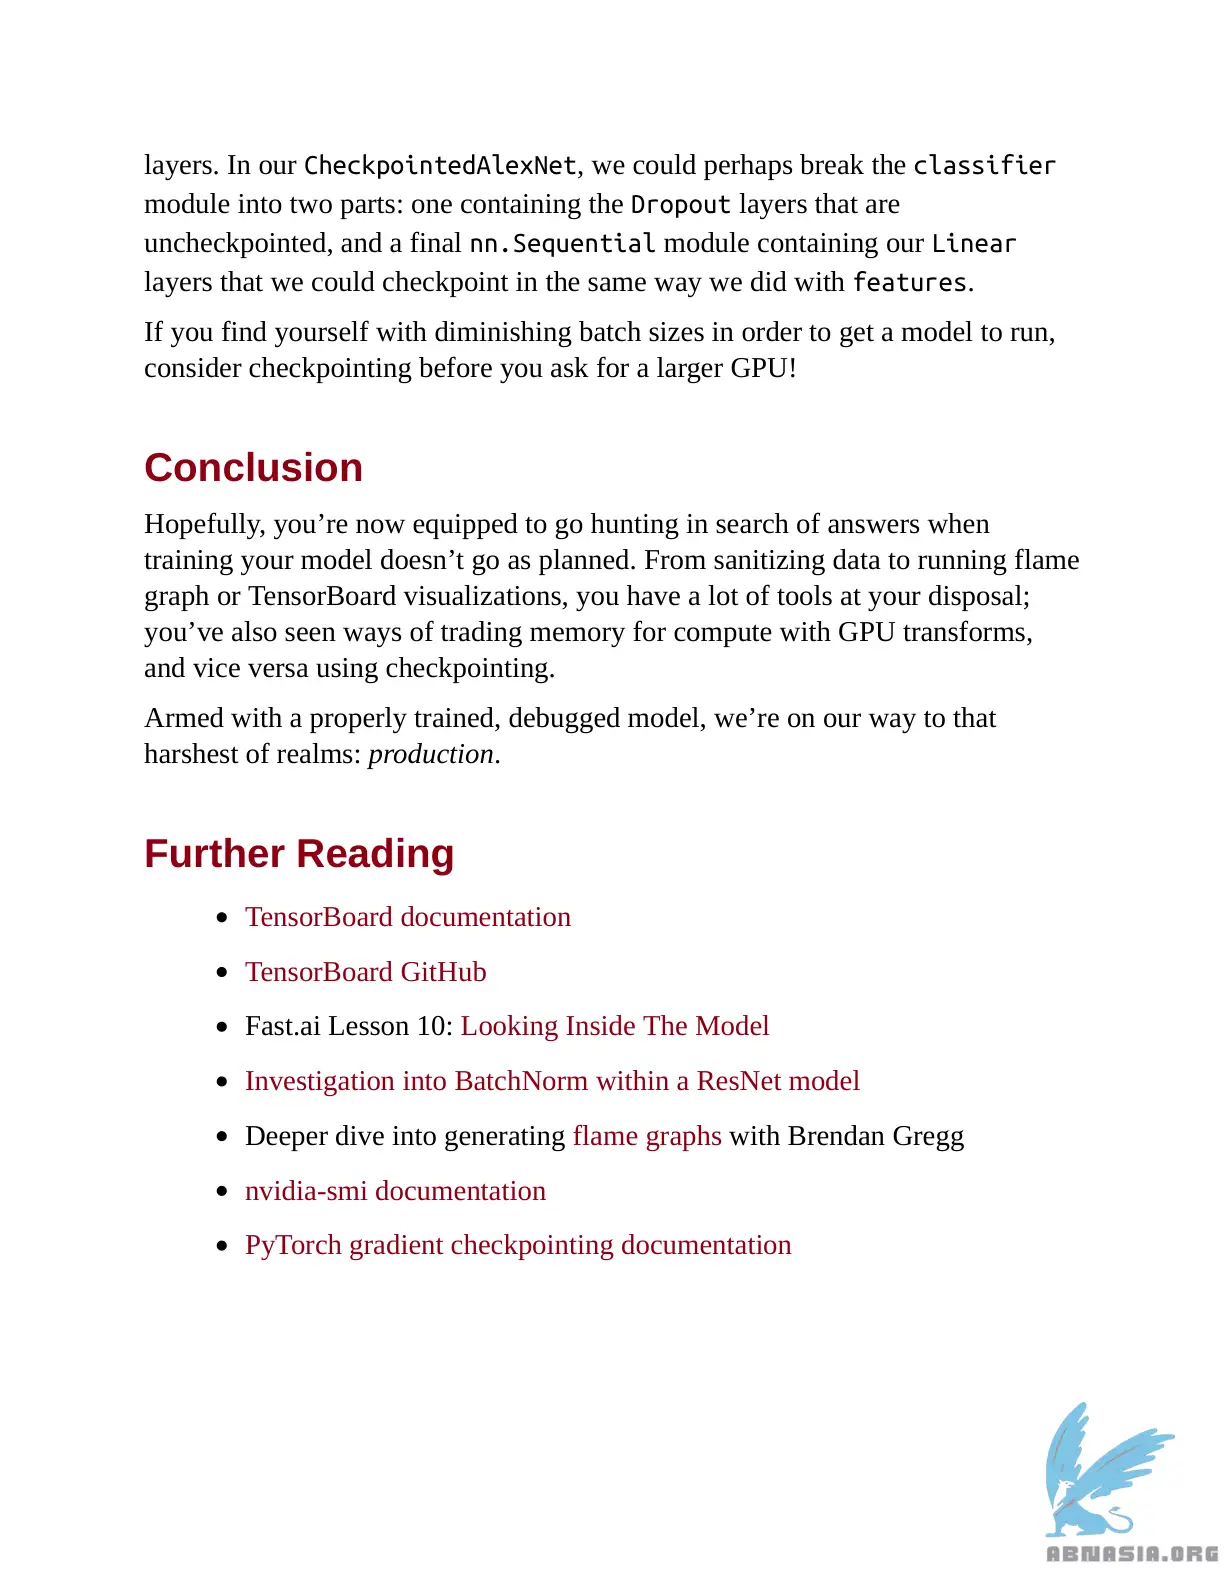 layers. In our CheckpointedAlexNet, we could perhaps break the classifier
module into two parts: one containing the Dropout layers that are
uncheckpointed, and a final nn.Sequential module containing our Linear
layers that we could checkpoint in the same way we did with features.
If you find yourself with diminishing batch sizes in order to get a model to run,
consider checkpointing before you ask for a larger GPU!
Conclusion
Hopefully, you’re now equipped to go hunting in search of answers when
training your model doesn’t go as planned. From sanitizing data to running flame
graph or TensorBoard visualizations, you have a lot of tools at your disposal;
you’ve also seen ways of trading memory for compute with GPU transforms,
and vice versa using checkpointing.
Armed with a properly trained, debugged model, we’re on our way to that
harshest of realms: production.
Further Reading
• TensorBoard documentation
• TensorBoard GitHub
• Fast.ai Lesson 10: Looking Inside The Model
• Investigation into BatchNorm within a ResNet model
• Deeper dive into generating flame graphs with Brendan Gregg
• nvidia-smi documentation
• PyTorch gradient checkpointing documentation
ABNASIA.ORG